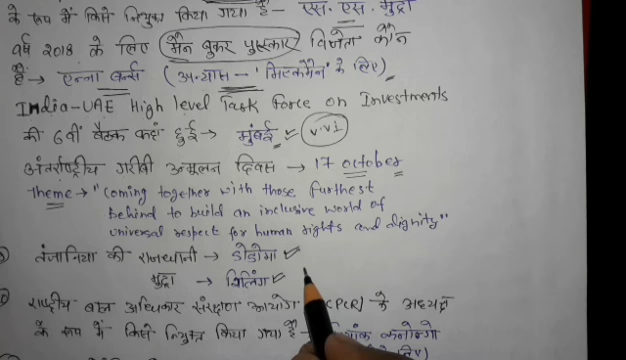 के रूप में किसे नियुक्त किया गया है - एस. एस. मुंद्रा
वर्ष 2018 के लिए मैन बुकर पुरस्कार विजेता कौन
हैं → एन्ना बर्न्स (उपन्यास - 'मिल्कमैन' के लिए)
India-UAE High level Task Force on Investments
की 6वीं बैठक कहां हुई → मुंबई V.V.I
अंतर्राष्ट्रीय गरीबी उन्मूलन दिवस → 17 october
Theme → "Coming together with those furthest
behind to build an inclusive world of
universal respect for human rights and dignity"
तंजानिया की राजधानी → डोडोमा
मुद्रा → शिलिंग
राष्ट्रीय बाल अधिकार संरक्षण आयोग PCR) के अध्यक्ष
के रूप में किसे नियुक्त किया गया है -